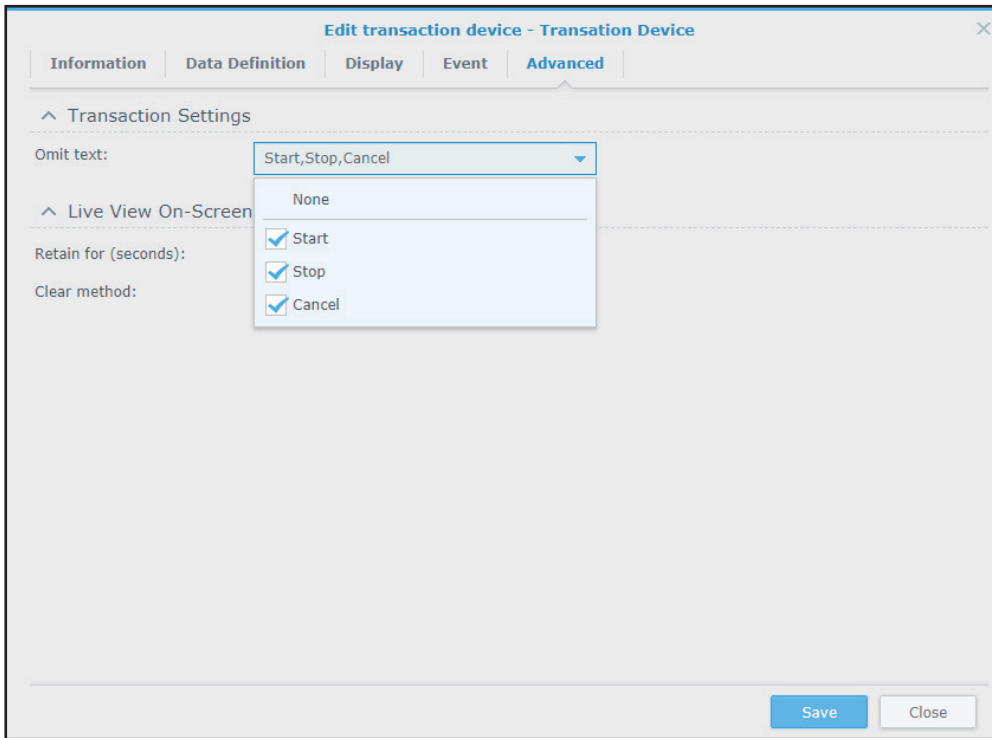 Edit transaction device - Transation Device
Information Data Definition Display Event Advanced
Transaction Settings
Omit text: Start,Stop,Cancel
None
Live View On-Screen
Start
Retain for (seconds):
Stop
Clear method:
Cancel
Save Close